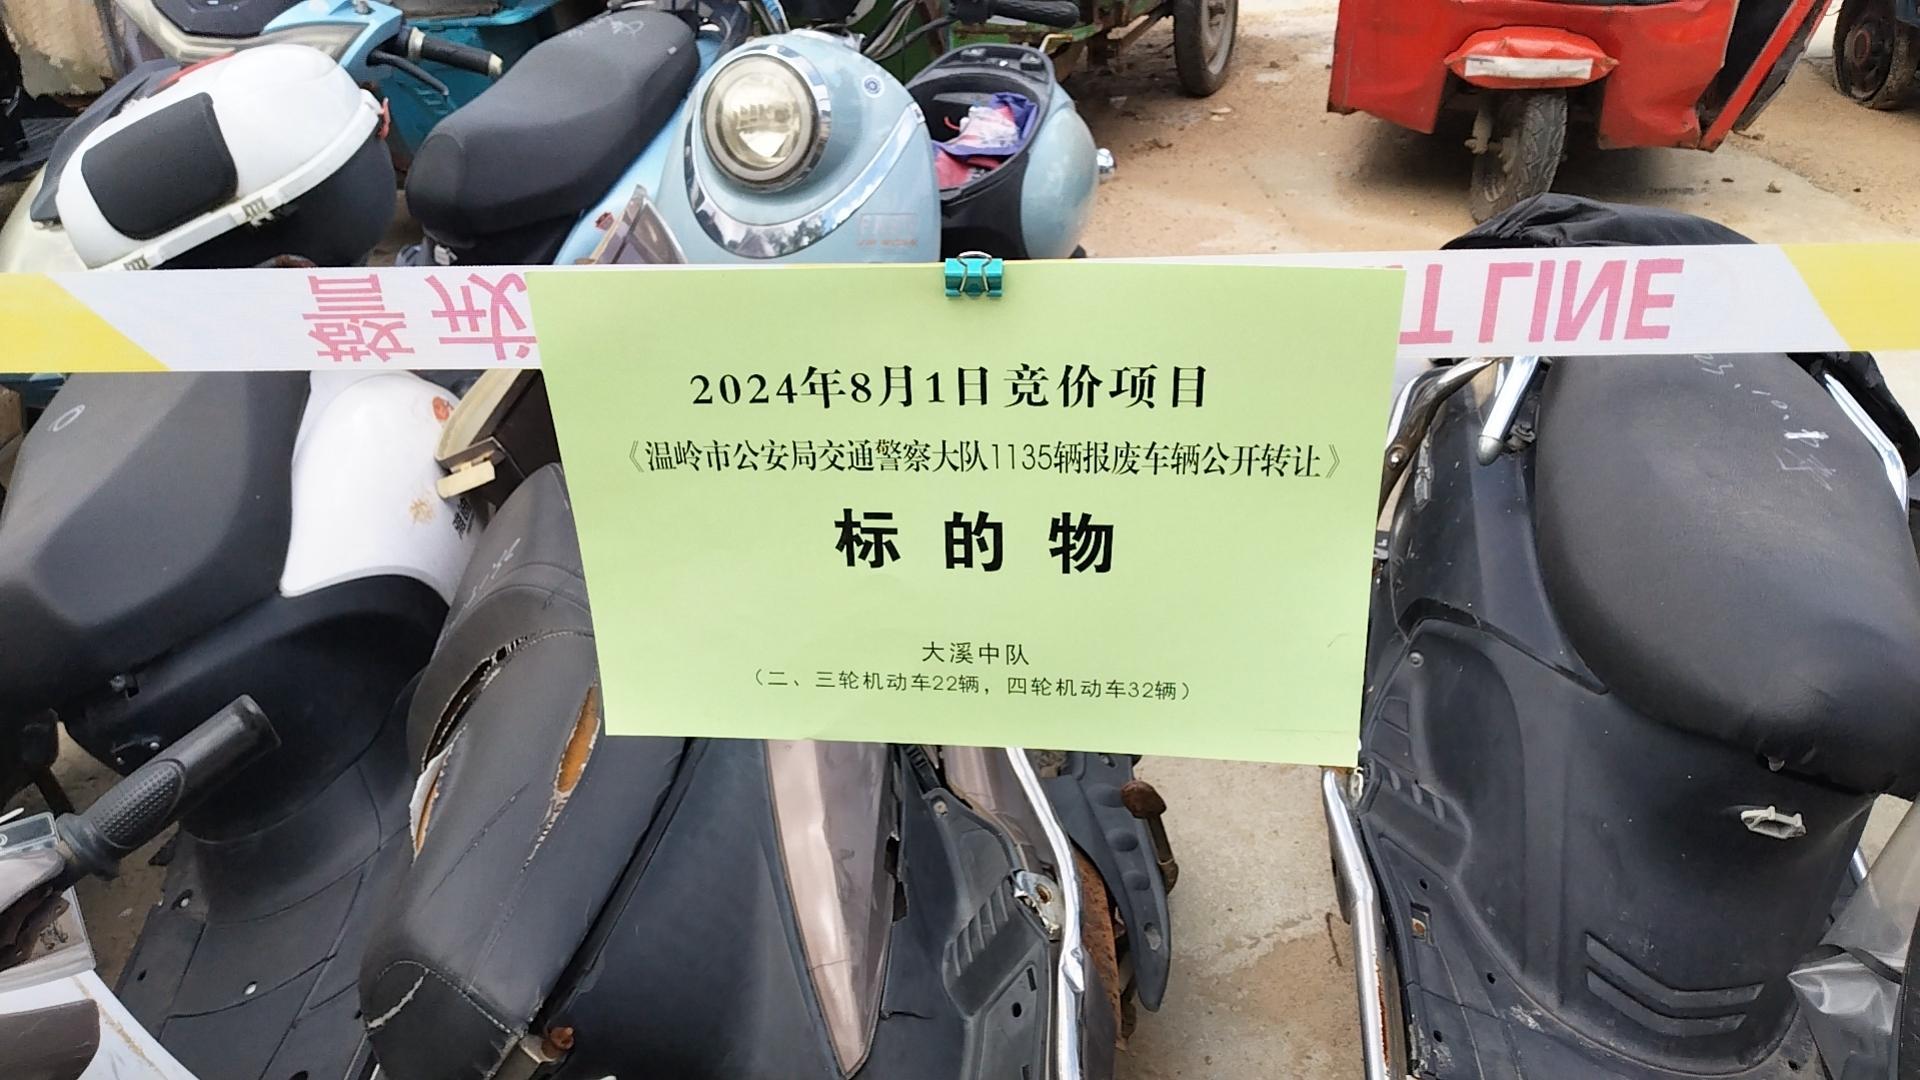 2024年8月1日竞价项目
《温岭市公安局交通警察大队1135辆报废车辆公开转让》
标的物
大溪中队
（二、三轮机动车22辆，四轮机动车32辆）
T LINE
警 戒